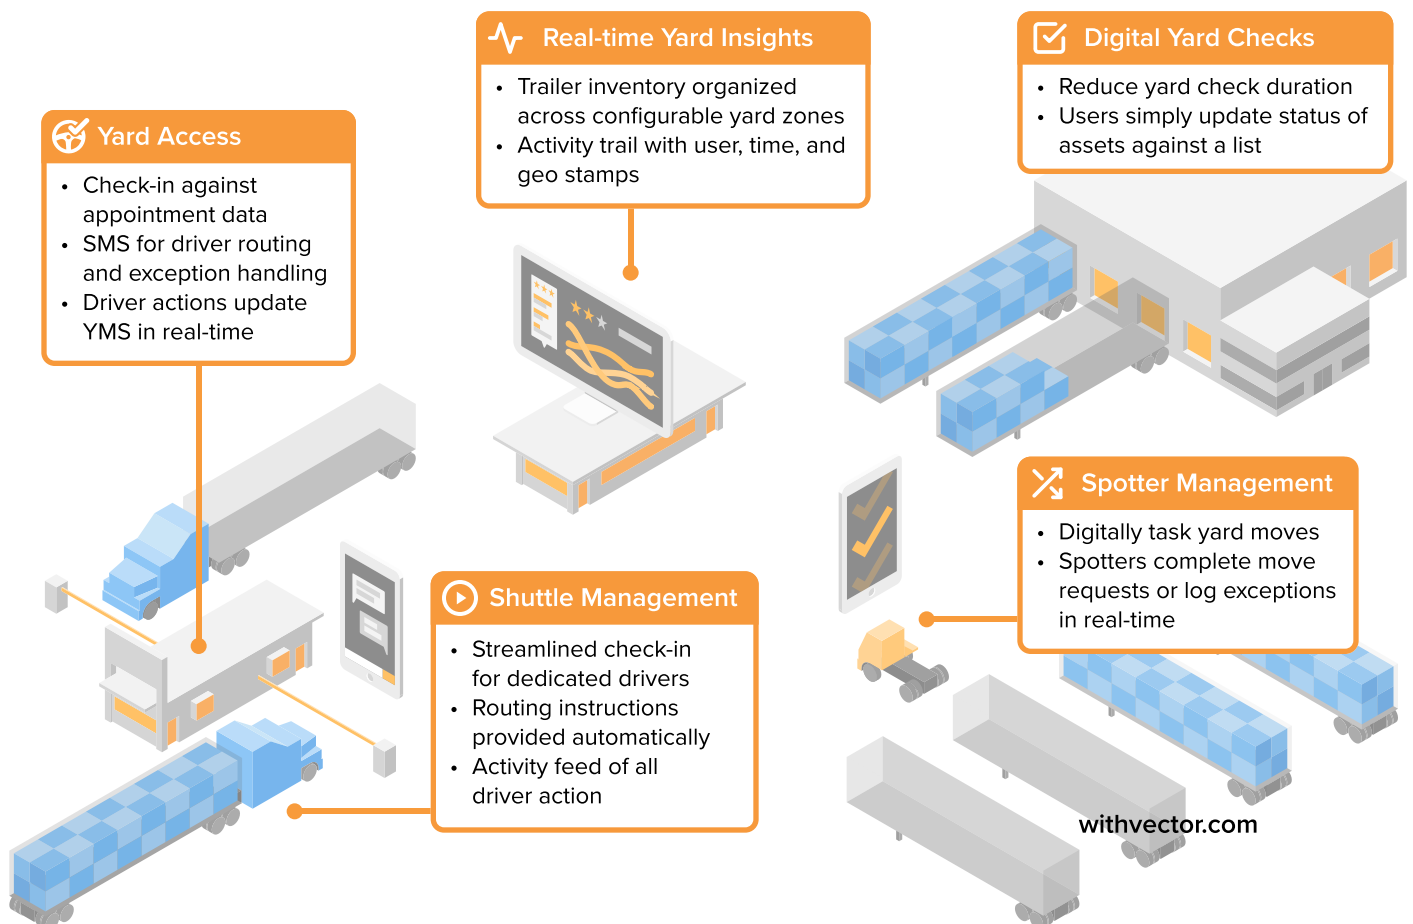 Real-time Yard Insights
• Trailer inventory organized
across configurable yard zones
• Activity trail with user, time, and
geo stamps
Digital Yard Checks
• Reduce yard check duration
• Users simply update status of
assets against a list
Yard Access
• Check-in against
appointment data
• SMS for driver routing
and exception handling
• Driver actions update
YMS in real-time
Shuttle Management
• Streamlined check-in
for dedicated drivers
• Routing instructions
provided automatically
• Activity feed of all
driver action
Spotter Management
• Digitally task yard moves
• Spotters complete move
requests or log exceptions
in real-time
withvector.com